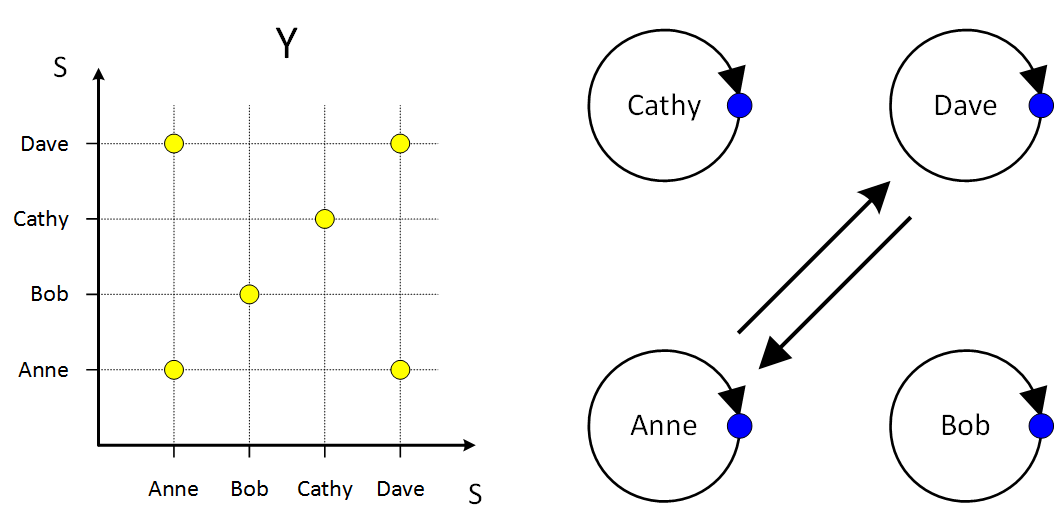 Y
S
Dave
Cathy
Bob
Anne
Anne Bob Cathy Dave
S
Cathy
Dave
Anne
Bob